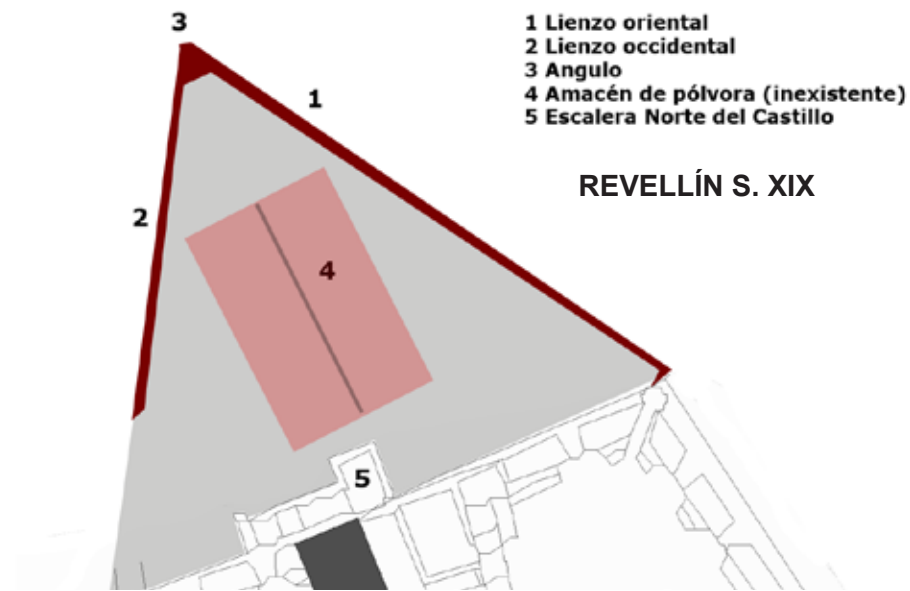 1 Lienzo oriental
2 Lienzo occidental
3 Angulo
4 Amacén de pólvora (inexistente)
5 Escalera Norte del Castillo
REVELLÍN S. XIX
3
1
2
4
5